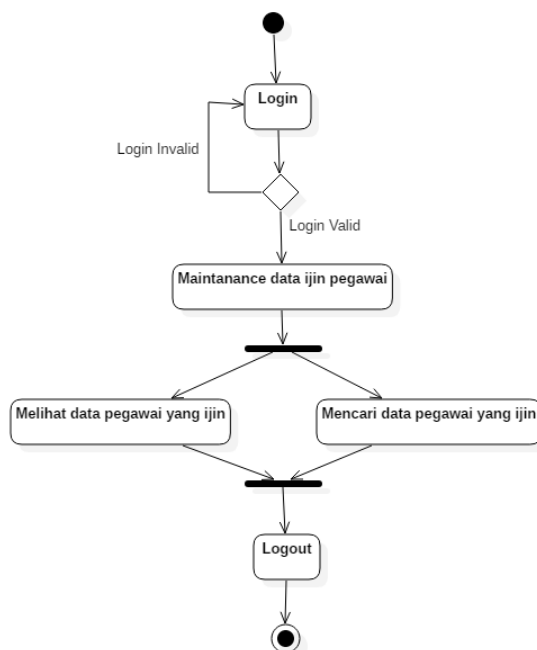 Login
Login Invalid
Login Valid
Maintanance data ijin pegawai
Melihat data pegawai yang ijin
Mencari data pegawai yang ijin
Logout